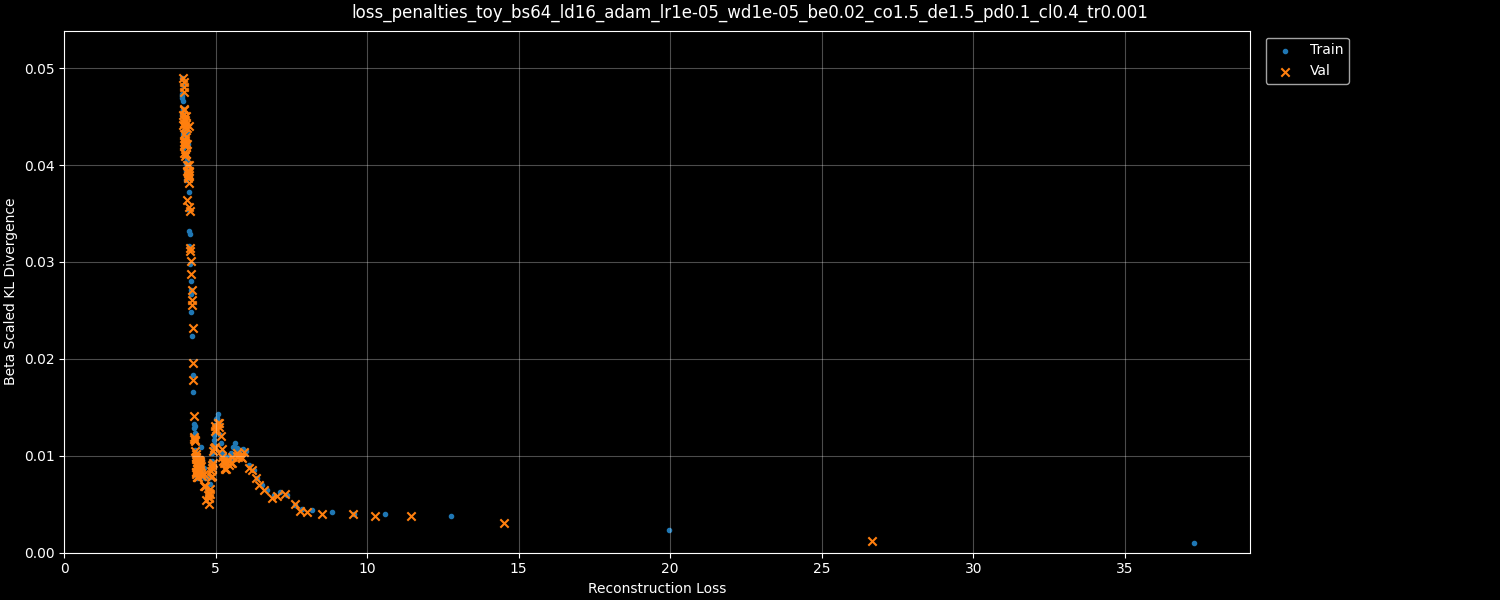 loss_penalties_toy_bs64_ld16_adam_lr1e-05_wd1e-05_be0.02_co1.5_de1.5_pd0.1_cl0.4_tr0.001
Train
Val
Beta Scaled KL Divergence
0.05
0.04
0.03
0.02
0.01
0.00
0 5 10 15 20 25 30 35
Reconstruction Loss